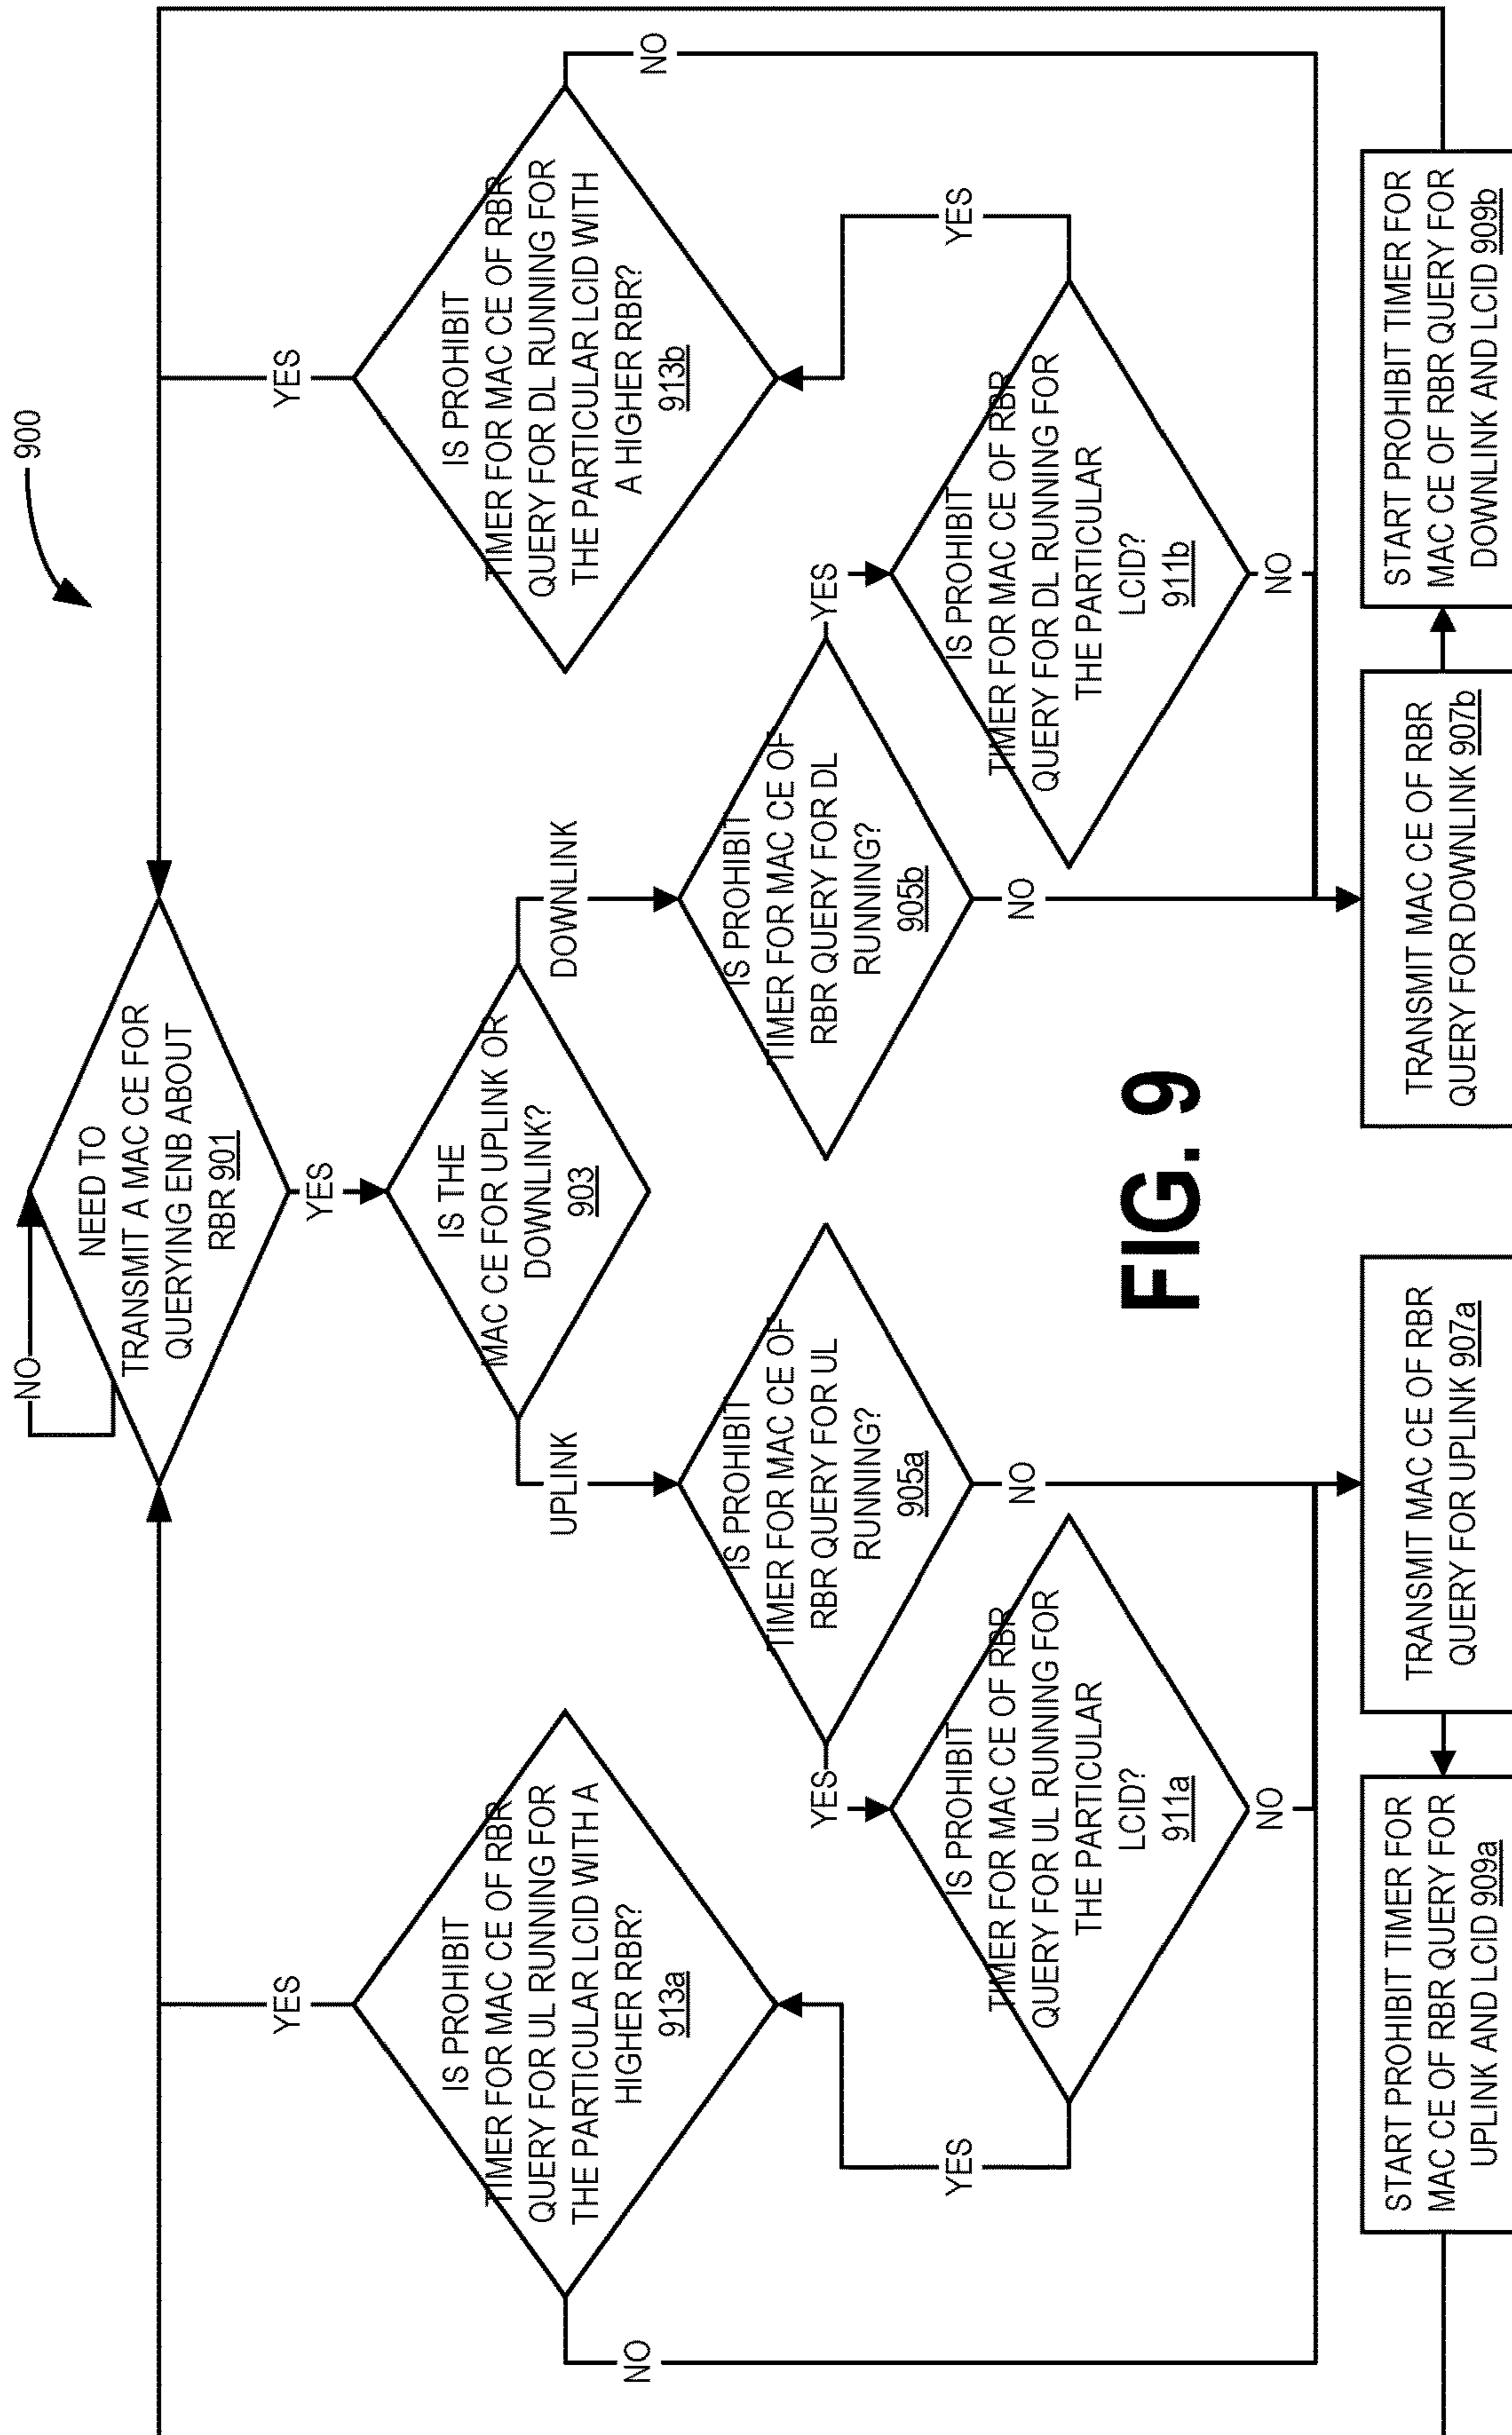 900
NEED TO
TRANSMIT A MAC CE FOR
QUERYING ENB ABOUT
RBR 901
NO
YES
IS THE
MAC CE FOR UPLINK OR
DOWNLINK?
903
UPLINK
DOWNLINK
IS PROHIBIT
TIMER FOR MAC CE OF RBR
QUERY FOR UL RUNNING FOR
THE PARTICULAR LCID WITH A
HIGHER RBR?
913a
YES
NO
IS PROHIBIT
TIMER FOR MAC CE OF
RBR QUERY FOR UL
RUNNING?
905a
YES
NO
IS PROHIBIT
TIMER FOR MAC CE OF RBR
QUERY FOR UL RUNNING FOR
THE PARTICULAR
LCID?
911a
YES
NO
IS PROHIBIT
TIMER FOR MAC CE OF
RBR QUERY FOR DL
RUNNING?
905b
YES
NO
IS PROHIBIT
TIMER FOR MAC CE OF RBR
QUERY FOR DL RUNNING FOR
THE PARTICULAR
LCID?
911b
YES
NO
IS PROHIBIT
TIMER FOR MAC CE OF RBR
QUERY FOR DL RUNNING FOR
THE PARTICULAR LCID WITH
A HIGHER RBR?
913b
YES
NO
START PROHIBIT TIMER FOR
MAC CE OF RBR QUERY FOR
UPLINK AND LCID 909a
TRANSMIT MAC CE OF RBR
QUERY FOR UPLINK 907a
TRANSMIT MAC CE OF RBR
QUERY FOR DOWNLINK 907b
START PROHIBIT TIMER FOR
MAC CE OF RBR QUERY FOR
DOWNLINK AND LCID 909b
FIG. 9